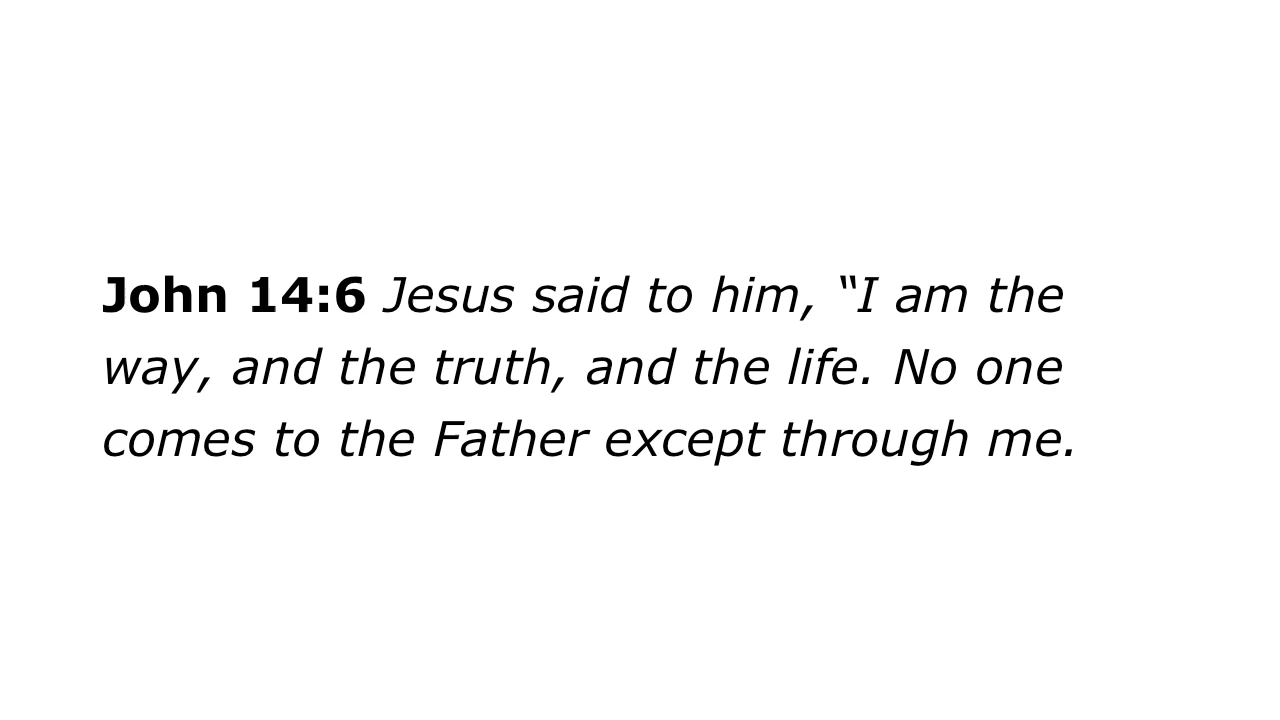 John 14:6 Jesus said to him, “I am the
way, and the truth, and the life. No one
comes to the Father except through me.